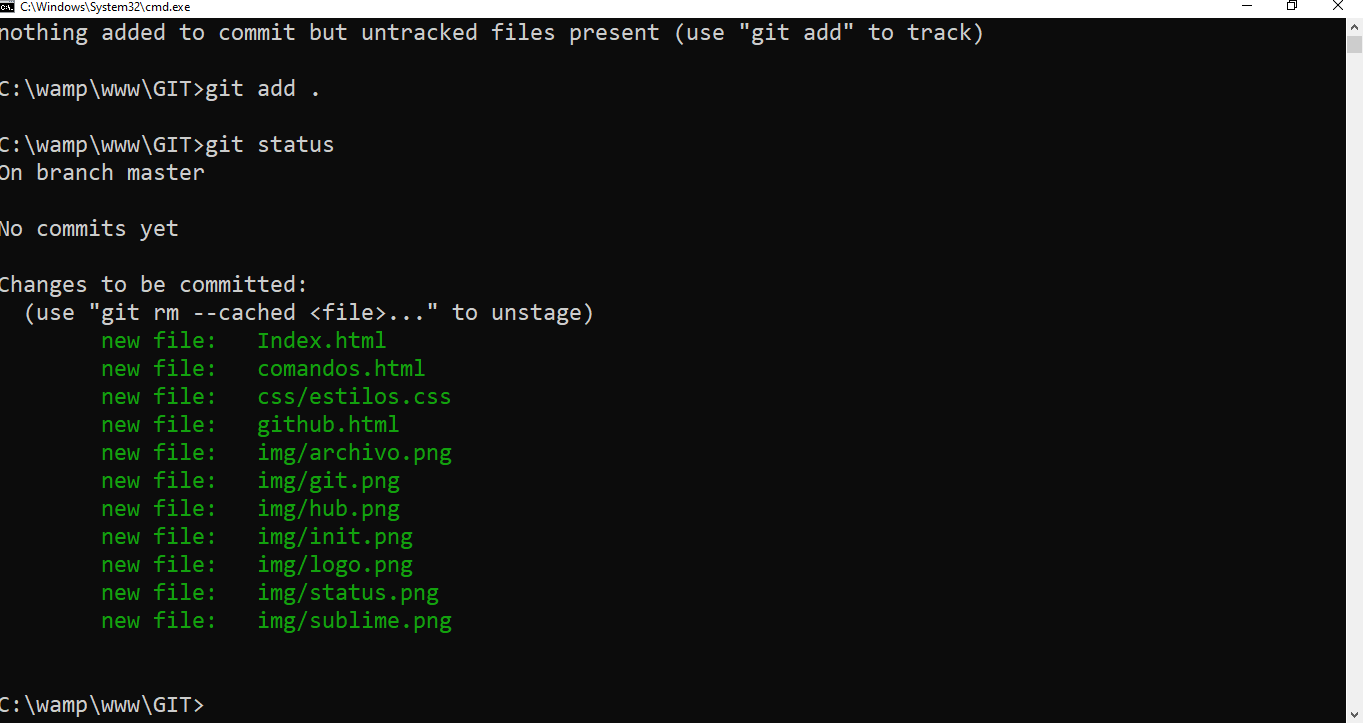 C:\Windows\System32\cmd.exe
nothing added to commit but untracked files present (use "git add" to track)
C:\wamp\www\GIT>git add .
C:\wamp\www\GIT>git status
On branch master
No commits yet
Changes to be committed:
(use "git rm --cached <file>..." to unstage)
new file: Index.html
new file: comandos.html
new file: css/estilos.css
new file: github.html
new file: img/archivo.png
new file: img/git.png
new file: img/hub.png
new file: img/init.png
new file: img/logo.png
new file: img/status.png
new file: img/sublime.png
C:\wamp\www\GIT>